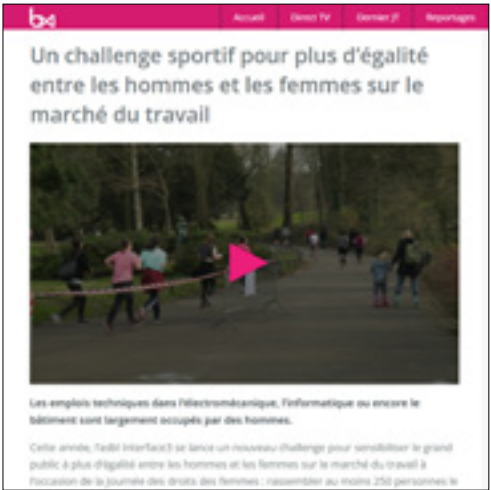 bx
Accueil Direct TV Dernier JT Reportages
Un challenge sportif pour plus d'égalité
entre les hommes et les femmes sur le
marché du travail
Les emplois techniques dans l'électromécanique, l'informatique ou encore le
bâtiment sont largement occupés par des hommes.
Cette année, l'asbl Interface3 se lance un nouveau challenge pour sensibiliser le grand
public à plus d'égalité entre les hommes et les femmes sur le marché du travail à
l'occasion de la journée des droits des femmes : rassembler au moins 250 personnes le